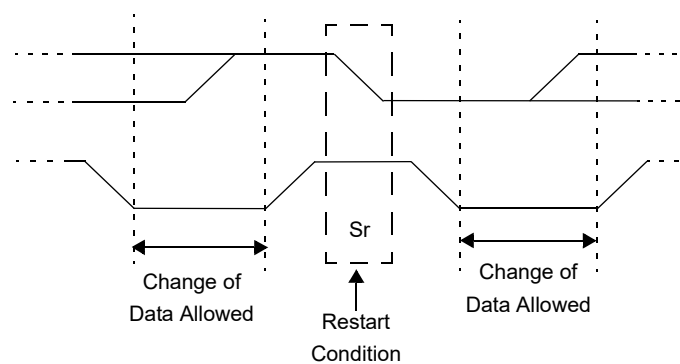 Sr
Change of
Data Allowed
Restart
Condition
Change of
Data Allowed